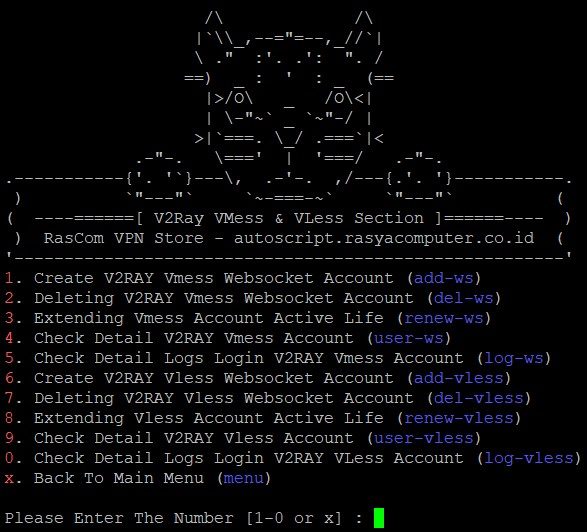 ( ----======[ V2Ray VMess & VLess Section ]======---- )
) RasCom VPN Store - autoscript.rasyacomputer.co.id (
1. Create V2RAY Vmess Websocket Account (add-ws)
2. Deleting V2RAY Vmess Websocket Account (del-ws)
3. Extending Vmess Account Active Life (renew-ws)
4. Check Detail V2RAY Vmess Account (user-ws)
5. Check Detail Logs Login V2RAY Vmess Account (log-ws)
6. Create V2RAY Vless Websocket Account (add-vless)
7. Deleting V2RAY Vless Websocket Account (del-vless)
8. Extending Vless Account Active Life (renew-vless)
9. Check Detail V2RAY Vless Account (user-vless)
0. Check Detail Logs Login V2RAY VLess Account (log-vless)
x. Back To Main Menu (menu)
Please Enter The Number [1-0 or x] :